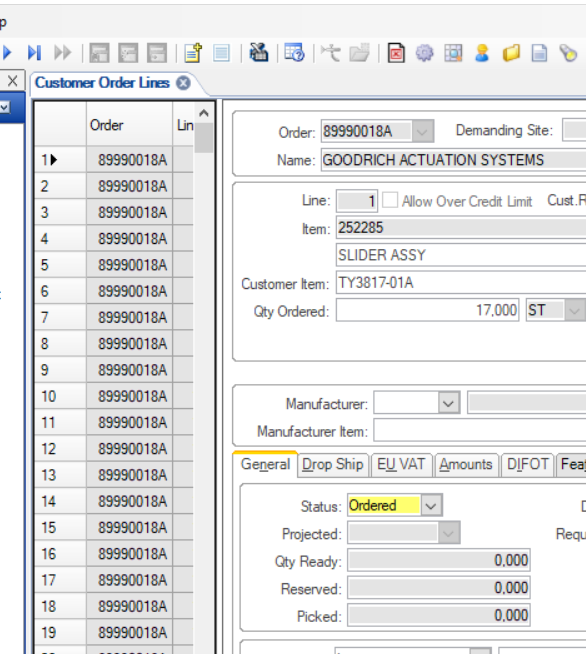 p
Customer Order Lines
Order Lin
1 89990018A
2 89990018A
3 89990018A
4 89990018A
5 89990018A
6 89990018A
7 89990018A
8 89990018A
9 89990018A
10 89990018A
11 89990018A
12 89990018A
13 89990018A
14 89990018A
15 89990018A
16 89990018A
17 89990018A
18 89990018A
19 89990018A
Order: 89990018A Demanding Site:
Name: GOODRICH ACTUATION SYSTEMS
Line: 1 Allow Over Credit Limit Cust.R
Item: 252285
SLIDER ASSY
Customer Item: TY3817-01A
Qty Ordered: 17,000 ST
Manufacturer:
Manufacturer Item:
General Drop Ship EU VAT Amounts DIFOT Fea
Status: Ordered D
Projected: Requ
Qty Ready: 0,000
Reserved: 0,000
Picked: 0,000